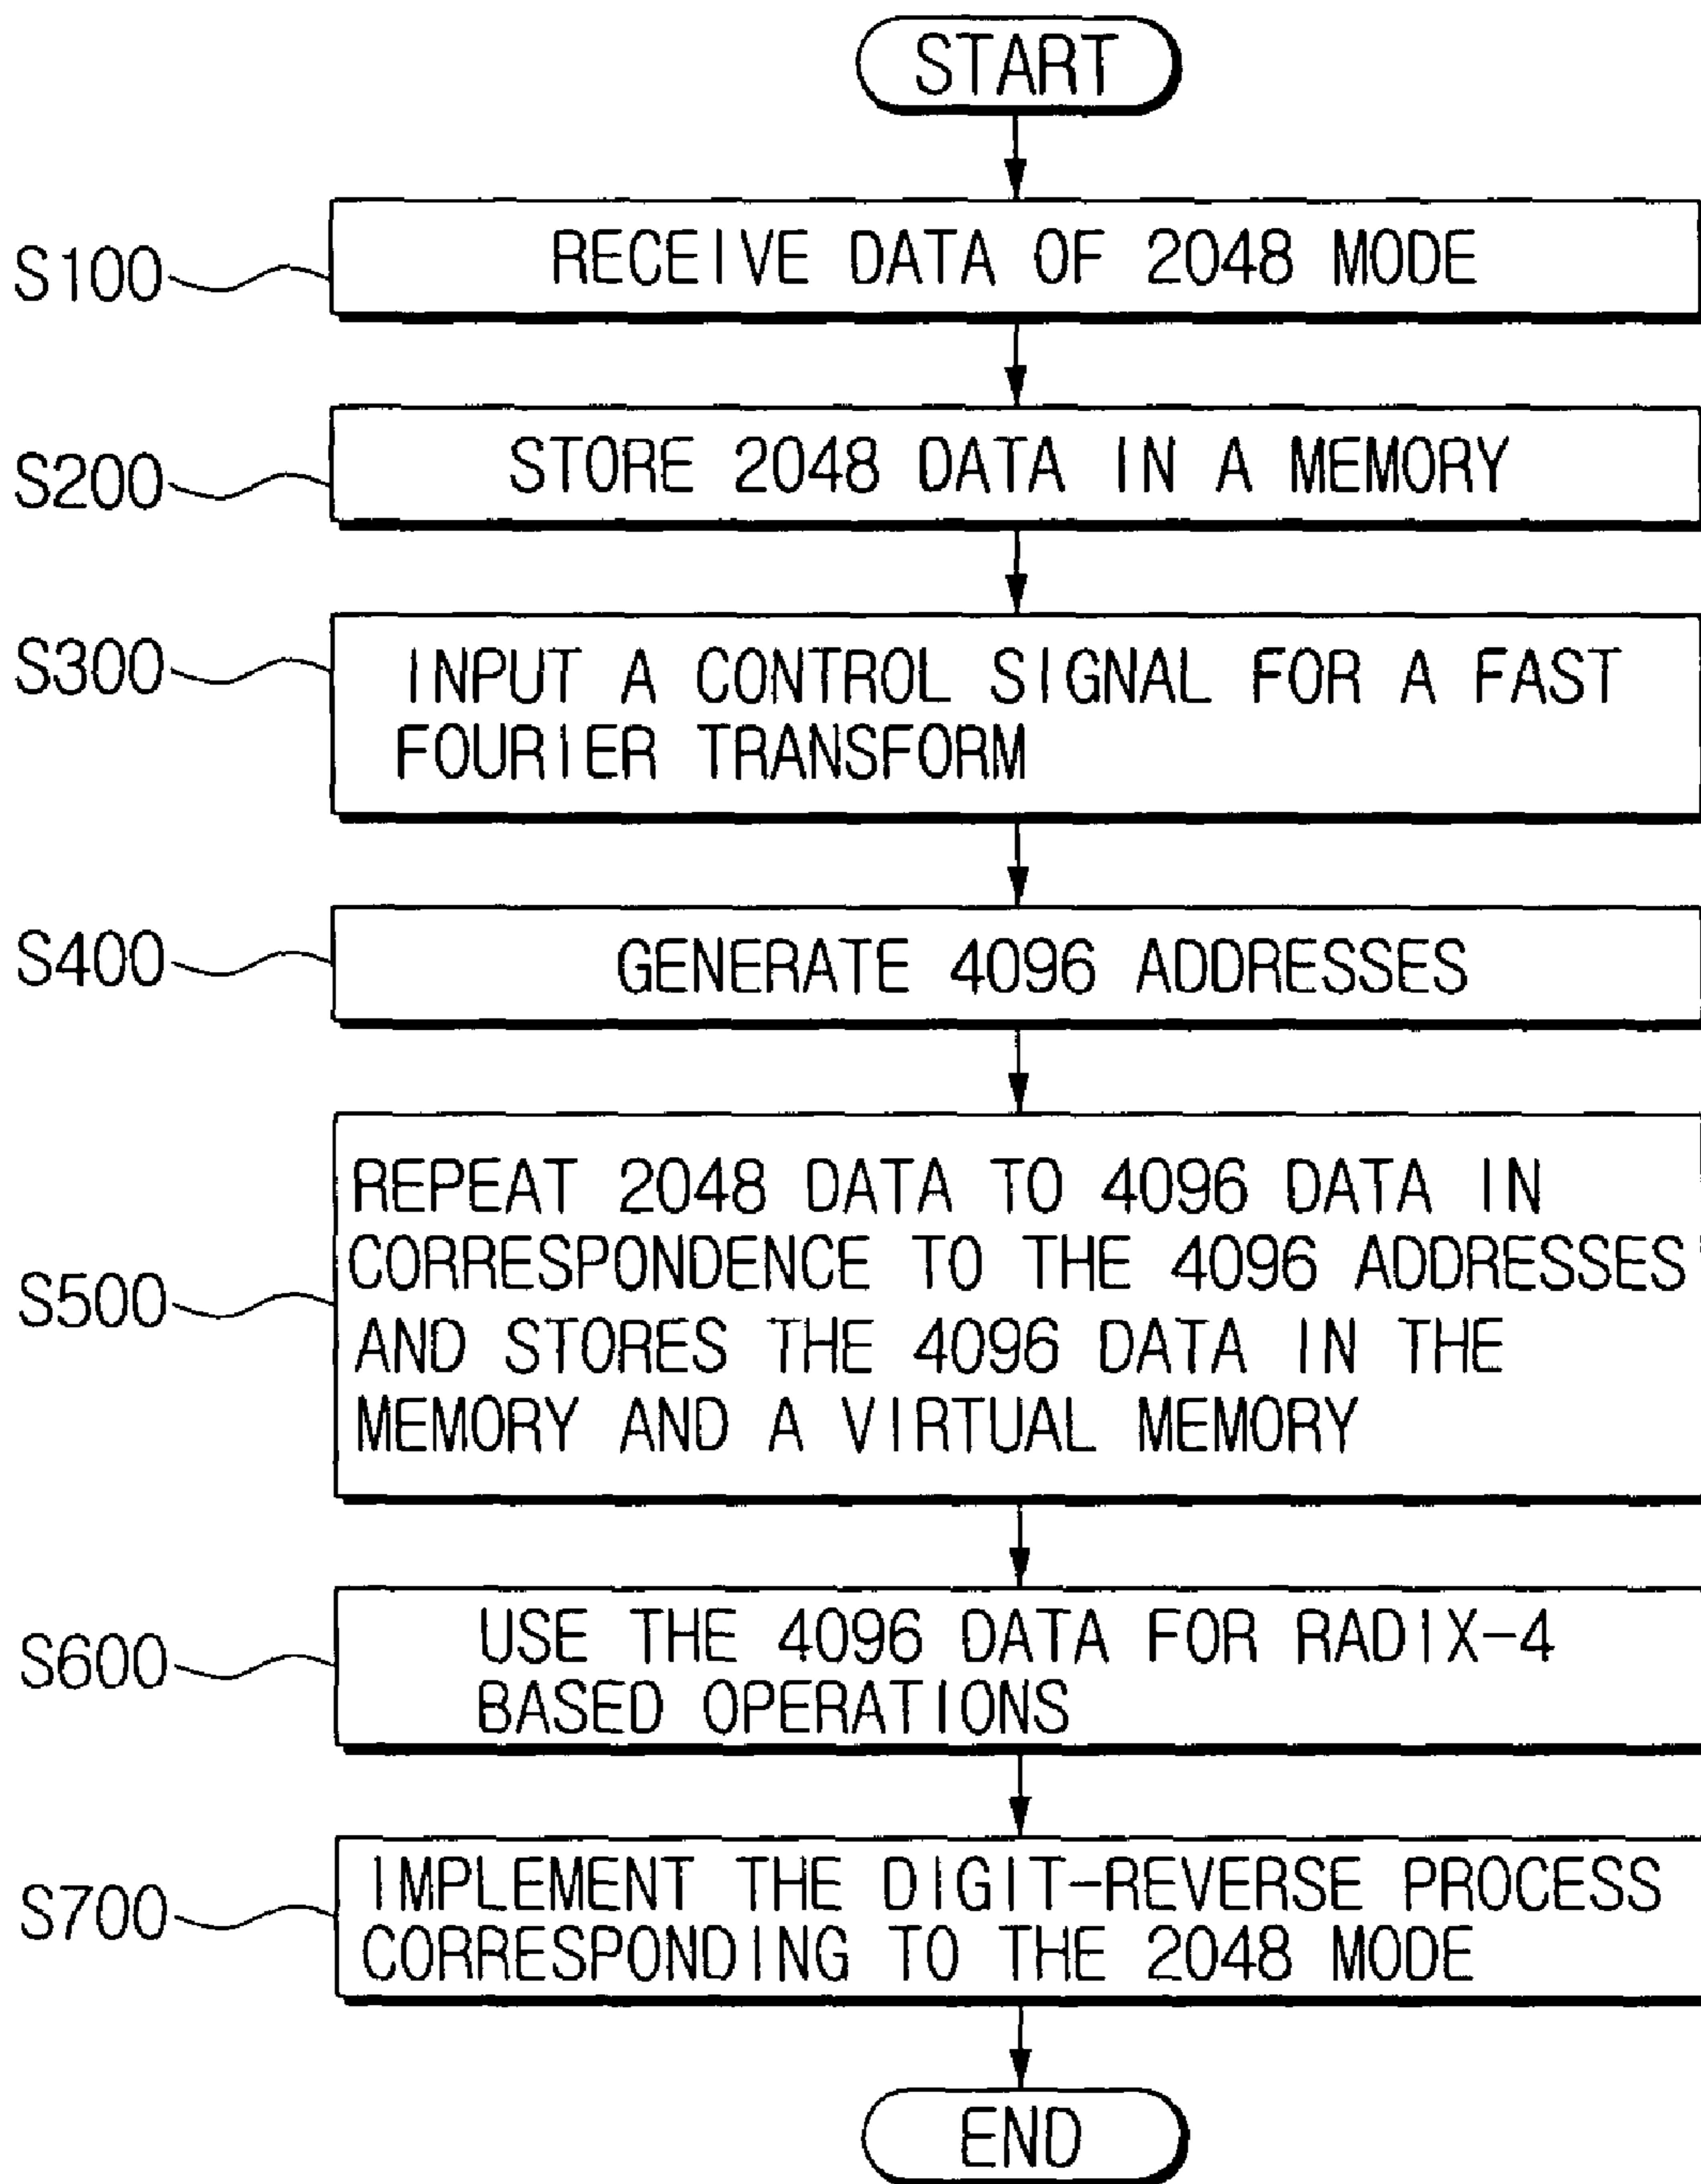 START
S100
RECEIVE DATA OF 2048 MODE
S200
STORE 2048 DATA IN A MEMORY
S300
INPUT A CONTROL SIGNAL FOR A FAST
FOURIER TRANSFORM
S400
GENERATE 4096 ADDRESSES
S500
REPEAT 2048 DATA TO 4096 DATA IN
CORRESPONDENCE TO THE 4096 ADDRESSES
AND STORES THE 4096 DATA IN THE
MEMORY AND A VIRTUAL MEMORY
S600
USE THE 4096 DATA FOR RADIX-4
BASED OPERATIONS
S700
IMPLEMENT THE DIGIT-REVERSE PROCESS
CORRESPONDING TO THE 2048 MODE
END